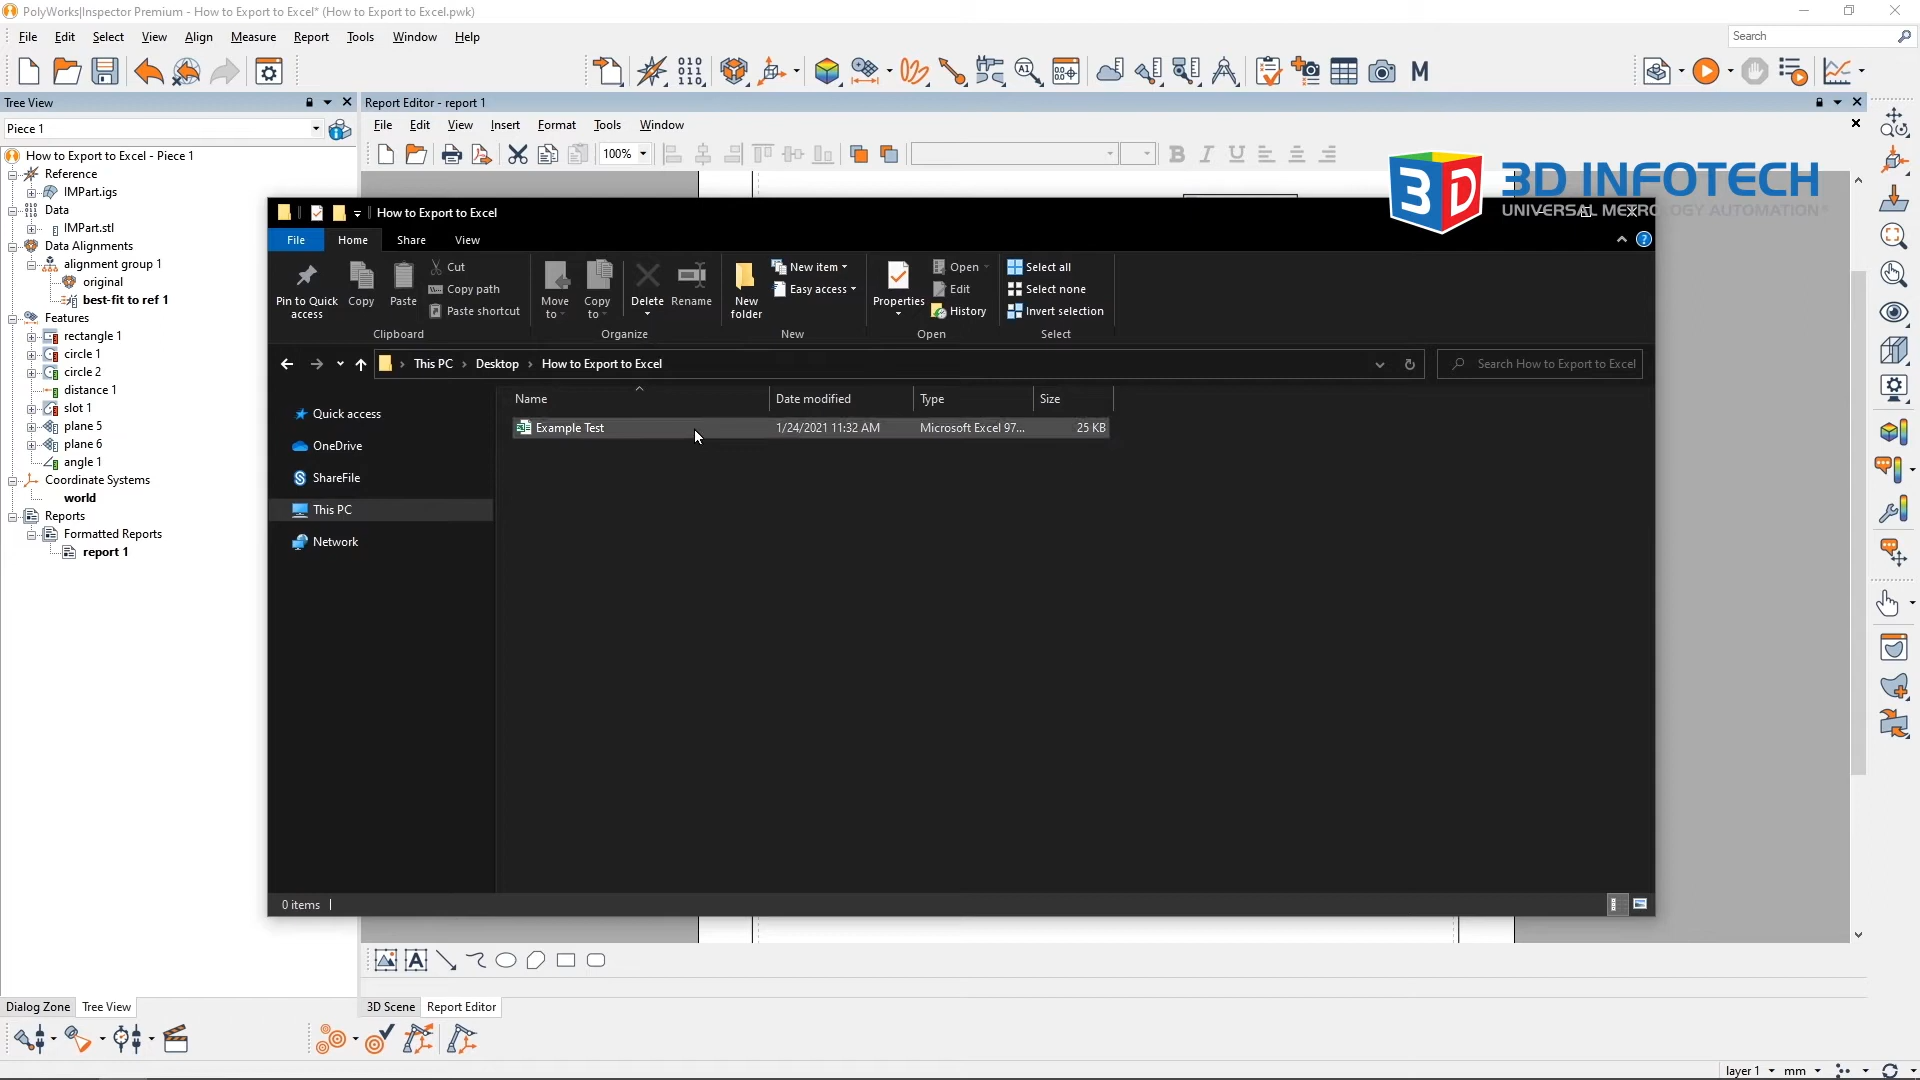 PolyWorks|Inspector Premium - How to Export to Excel* (How to Export to Excel.pwk)
File Edit Select View Align Measure Report Tools Window Help
Search
M
Tree View
Report Editor - report 1
Piece 1
File Edit View Insert Format Tools Window
100%
B I U
3D 3D INFOTECH
UNIVERSAL METROLOGY AUTOMATION
How to Export to Excel - Piece 1
Reference
IMPart.igs
Data
IMPart.stl
Data Alignments
alignment group 1
original
best-fit to ref 1
Features
rectangle 1
circle 1
circle 2
distance 1
slot 1
plane 5
plane 6
angle 1
Coordinate Systems
world
Reports
Formatted Reports
report 1
How to Export to Excel
File Home Share View
Pin to Quick access
Copy
Paste
Cut
Copy path
Paste shortcut
Clipboard
Move to
Copy to
Delete
Rename
Organize
New folder
New item
Easy access
New
Properties
Open
Edit
History
Open
Select all
Select none
Invert selection
Select
This PC > Desktop > How to Export to Excel
Search How to Export to Excel
Name Date modified Type Size
Example Test 1/24/2021 11:32 AM Microsoft Excel 97... 25 KB
Quick access
OneDrive
ShareFile
This PC
Network
0 items
A
Dialog Zone Tree View
3D Scene Report Editor
layer 1 mm